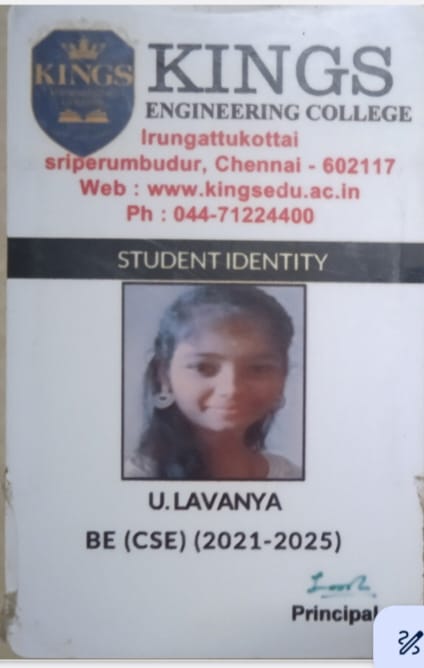 KINGS
KINGS
ENGINEERING COLLEGE
Irungattukottai
sriperumbudur, Chennai - 602117
Web : www.kingsedu.ac.in
Ph : 044-71224400
STUDENT IDENTITY
U.LAVANYA
BE (CSE) (2021-2025)
Principal